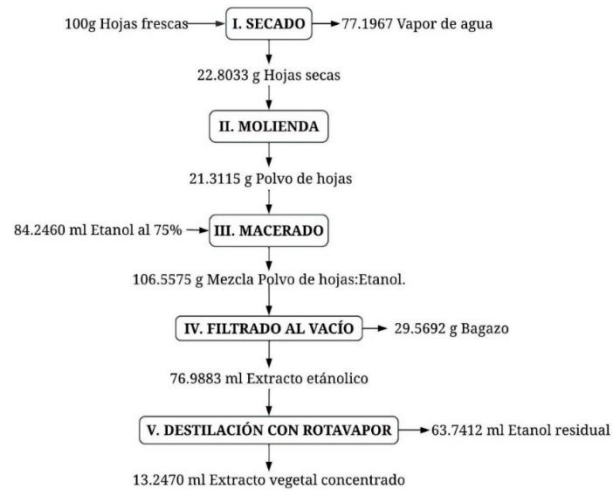 100g Hojas frescas
I. SECADO
77.1967 Vapor de agua
22.8033 g Hojas secas
II. MOLIENDA
21.3115 g Polvo de hojas
84.2460 ml Etanol al 75%
III. MACERADO
106.5575 g Mezcla Polvo de hojas:Etanol.
IV. FILTRADO AL VACÍO
29.5692 g Bagazo
76.9883 ml Extracto etánolico
V. DESTILACIÓN CON ROTAVAPOR
63.7412 ml Etanol residual
13.2470 ml Extracto vegetal concentrado